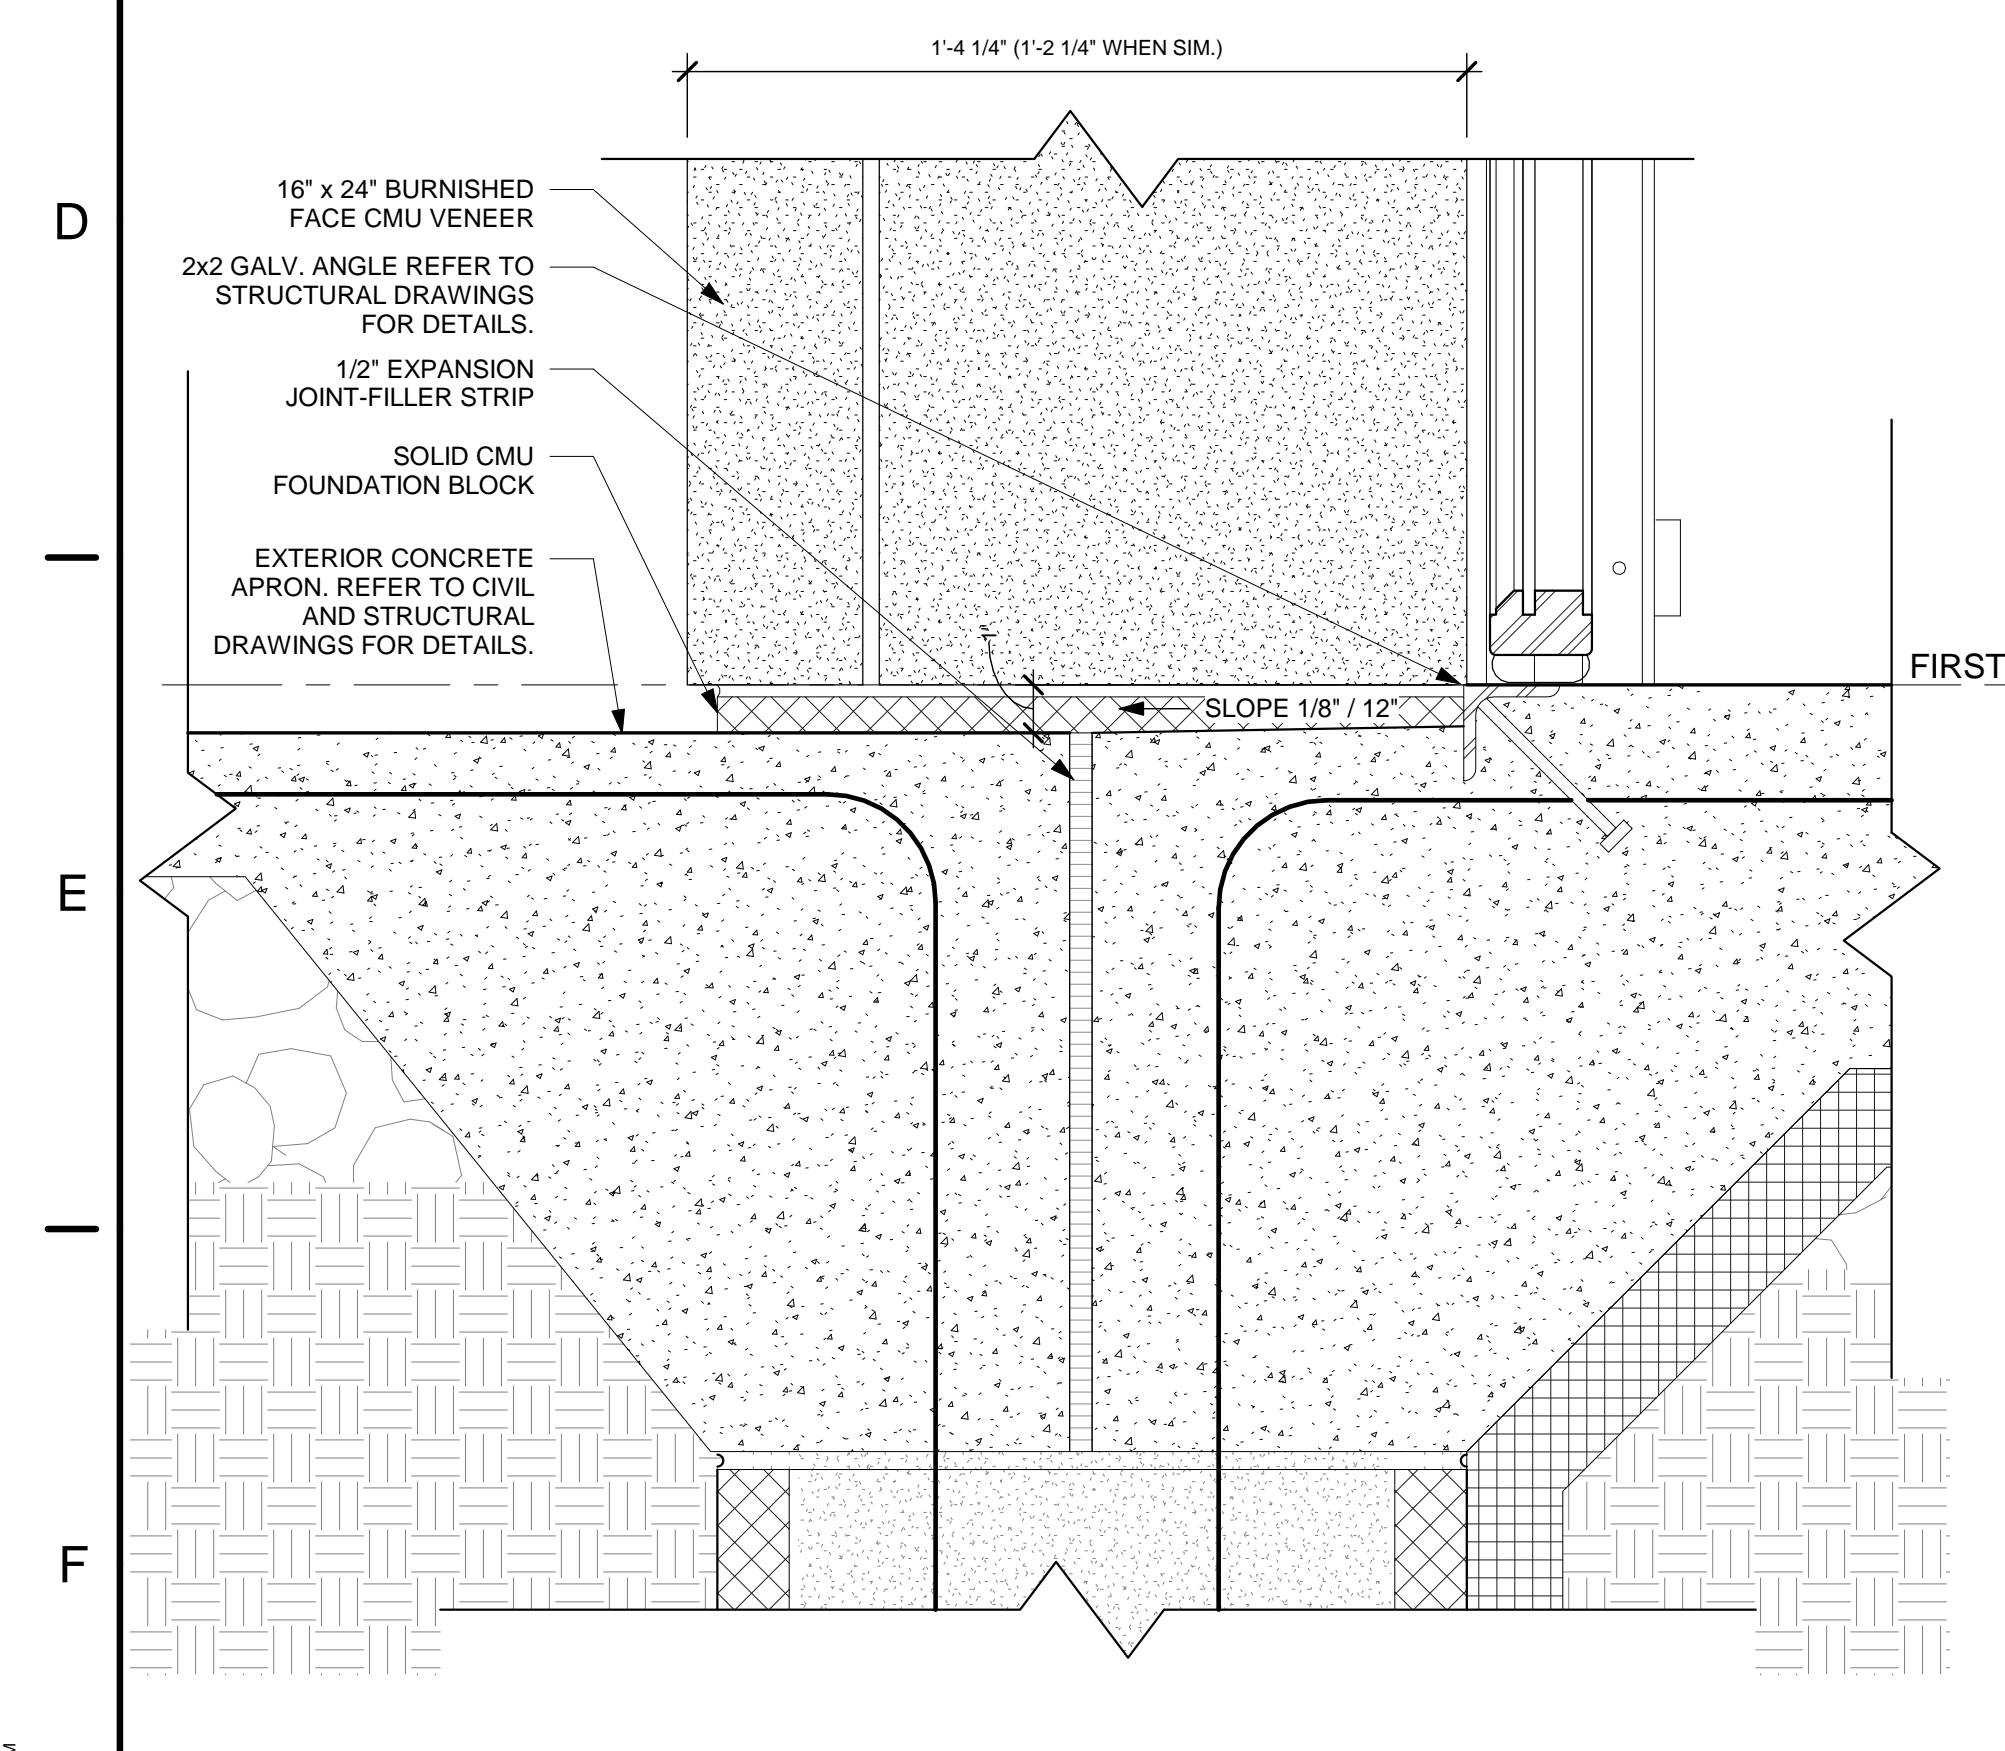 1'-4 1/4" (1'-2 1/4" WHEN SIM.)
D
16" x 24" BURNISHED
FACE CMU VENEER
2x2 GALV. ANGLE REFER TO
STRUCTURAL DRAWINGS
FOR DETAILS.
1/2" EXPANSION
JOINT-FILLER STRIP
SOLID CMU
FOUNDATION BLOCK
EXTERIOR CONCRETE
APRON. REFER TO CIVIL
AND STRUCTURAL
DRAWINGS FOR DETAILS.
1"
FIRST
SLOPE 1/8" / 12"
E
F
M